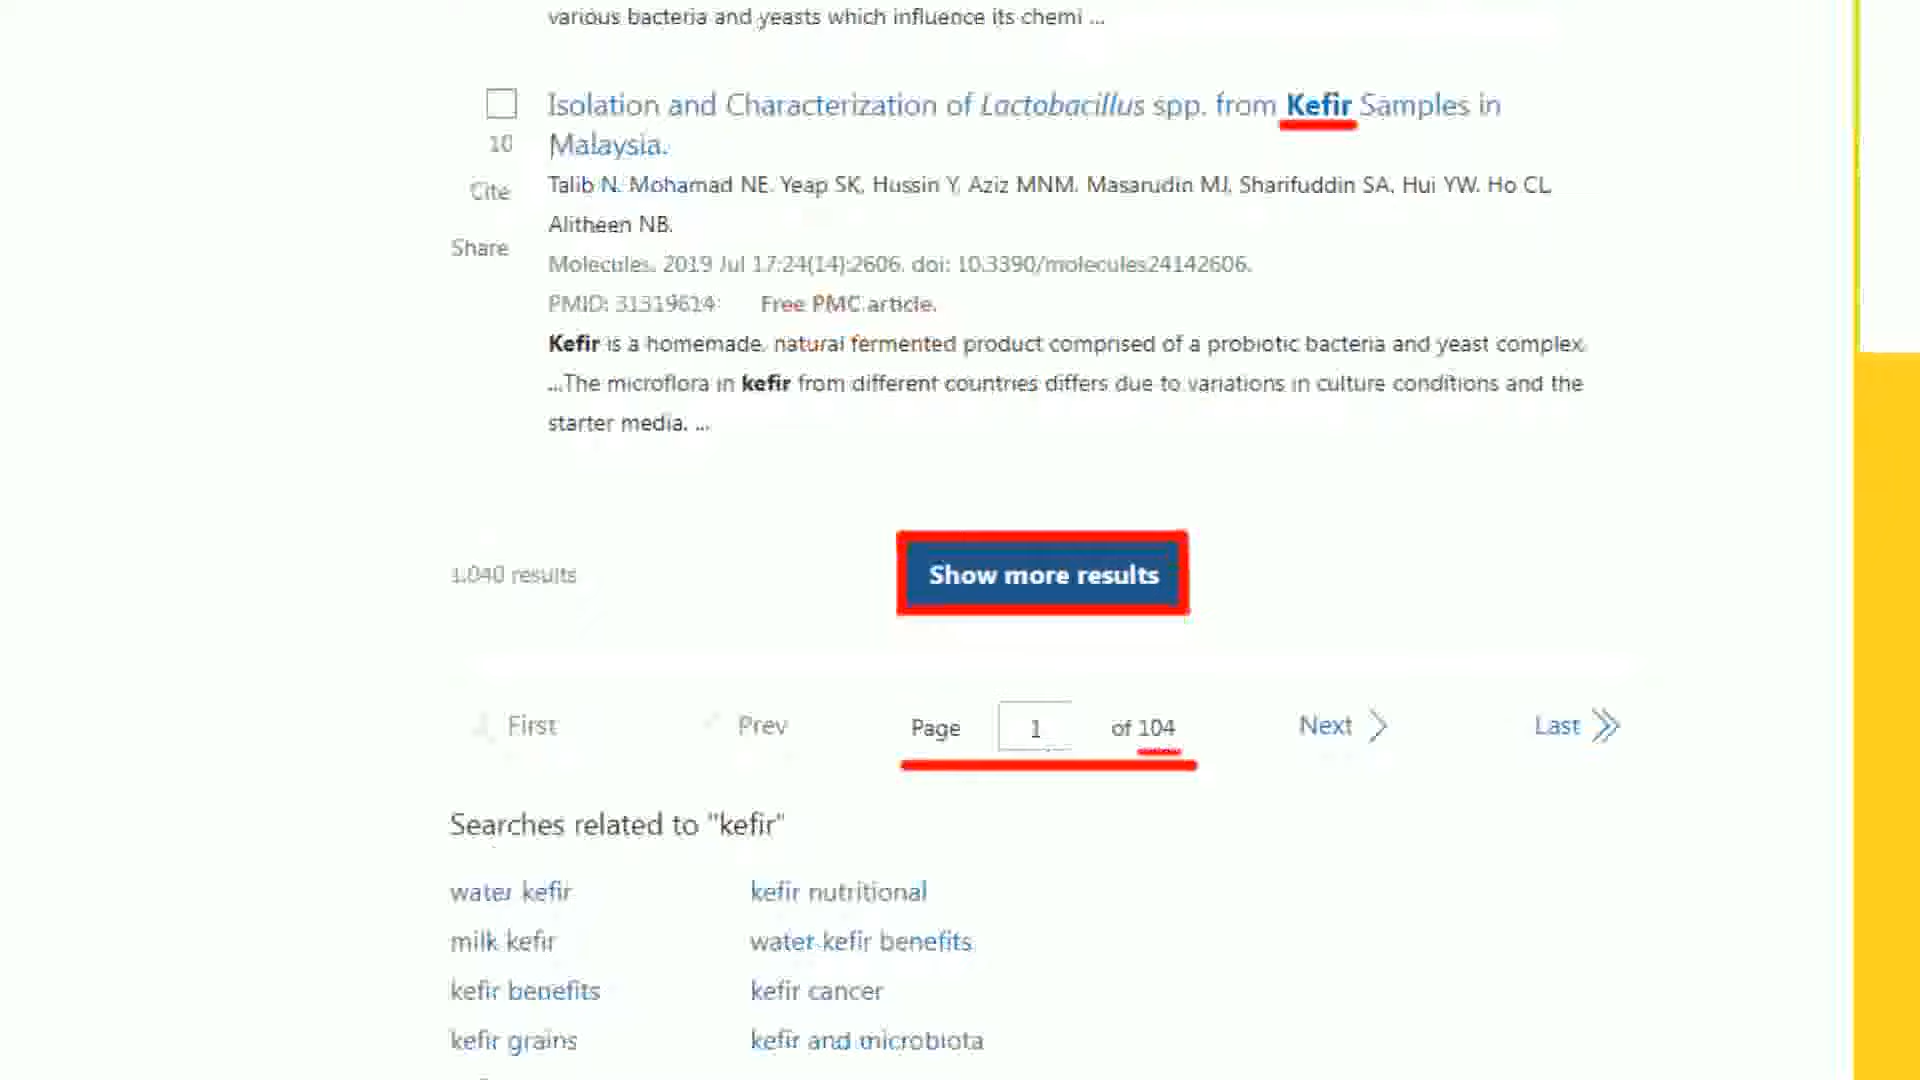 various bacteria and yeasts which influence its chemi ...
Isolation and Characterization of Lactobacillus spp. from Kefir Samples in
Malaysia.
10
Cite
Share
Talib N, Mohamad NE, Yeap SK, Hussin Y, Aziz MNM, Masarudin MJ, Sharifuddin SA, Hui YW, Ho CL,
Alitheen NB.
Molecules. 2019 Jul 17;24(14):2606. doi: 10.3390/molecules24142606.
PMID: 31319614 Free PMC article.
Kefir is a homemade, natural fermented product comprised of a probiotic bacteria and yeast complex.
...The microflora in kefir from different countries differs due to variations in culture conditions and the
starter media. ...
1,040 results
Show more results
First Prev Page 1 of 104 Next Last
Searches related to "kefir"
water kefir
milk kefir
kefir benefits
kefir grains
kefir nutritional
water kefir benefits
kefir cancer
kefir and microbiota